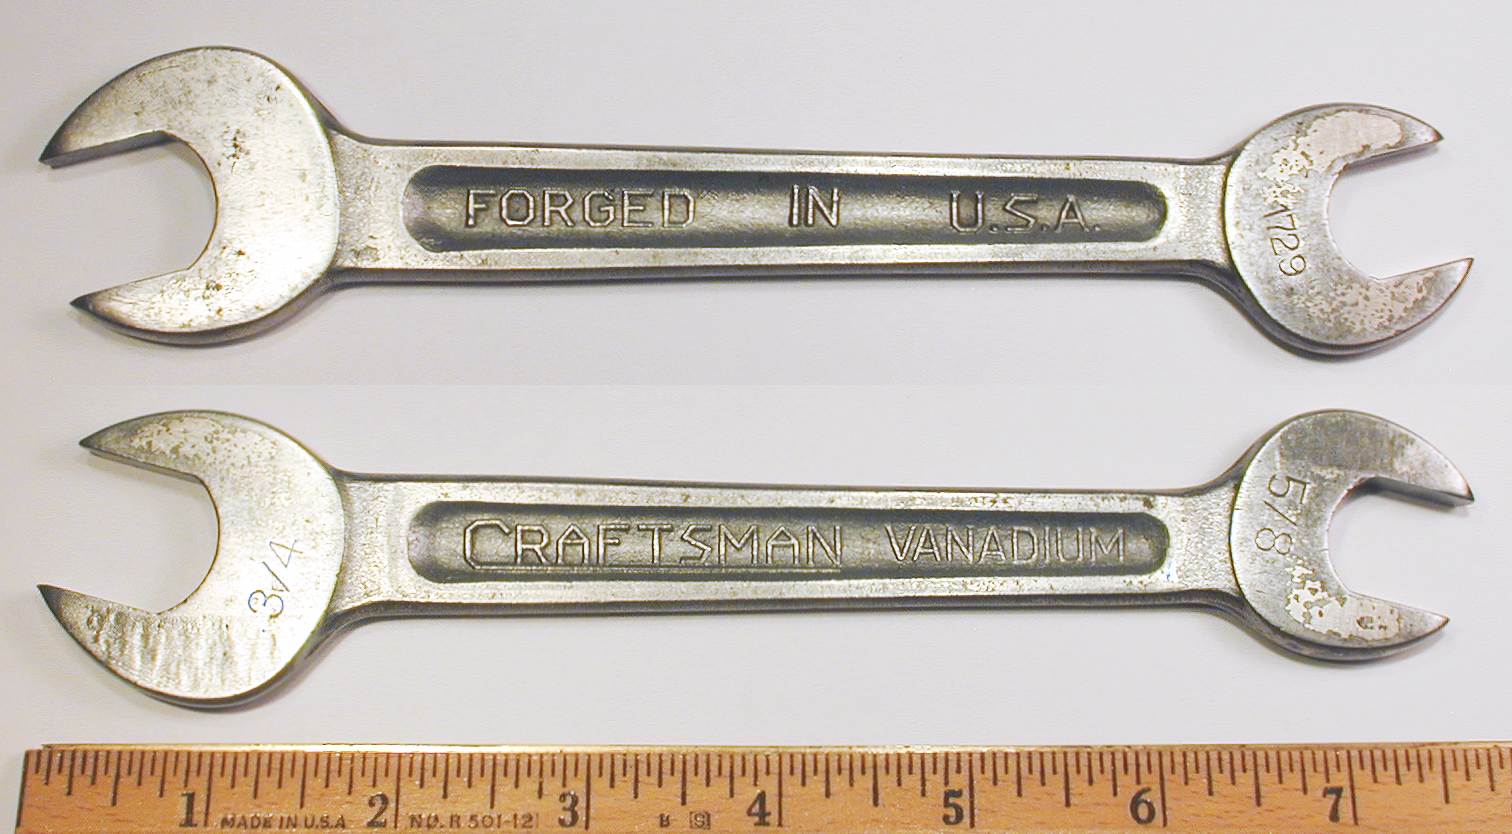 FORGED IN U.S.A.
1729
CRAFTSMAN VANADIUM
3/4
5/8
1 2 3 4 5 6 7
MADE IN U.S.A NO. R 501-12 B S